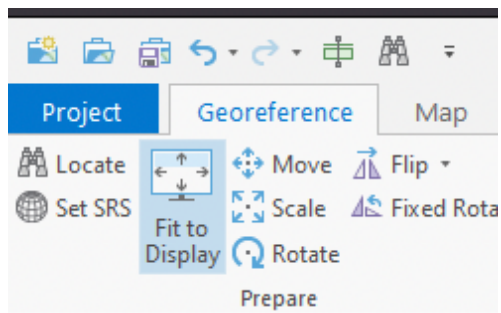 Project Georeference Map
Locate Move Flip
Set SRS Scale Fixed Rota
Fit to
Display
Rotate
Prepare